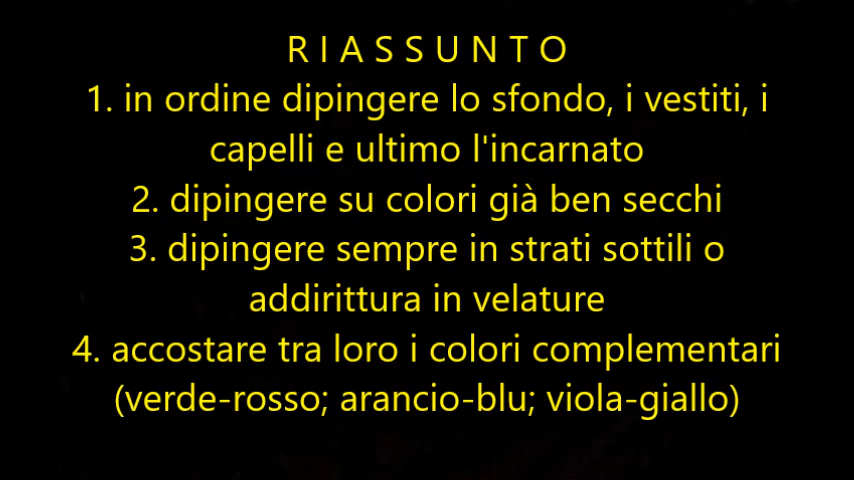 R I A S S U N T O
1. in ordine dipingere lo sfondo, i vestiti, i
capelli e ultimo l'incarnato
2. dipingere su colori già ben secchi
3. dipingere sempre in strati sottili o
addirittura in velature
4. accostare tra loro i colori complementari
(verde-rosso; arancio-blu; viola-giallo)